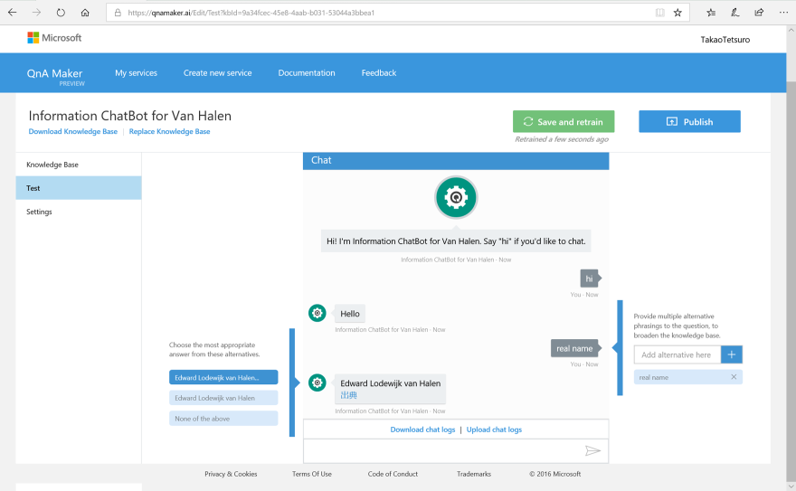 https://qnamaker.ai/Edit/Test?kbId=9a34fcec-45e8-4aab-b031-53044a3bbea1
Microsoft
TakaoTetsuro
QnA Maker
PREVIEW
My services
Create new service
Documentation
Feedback
Information ChatBot for Van Halen
Download Knowledge Base | Replace Knowledge Base
Save and retrain
Retrained a few seconds ago
Publish
Knowledge Base
Test
Settings
Chat
Hi! I'm Information ChatBot for Van Halen. Say "hi" if you'd like to chat.
Information ChatBot for Van Halen · Now
hi
You · Now
Hello
Information ChatBot for Van Halen · Now
real name
You · Now
Edward Lodewijk van Halen
出典
Information ChatBot for Van Halen · Now
Choose the most appropriate
answer from these alternatives.
Edward Lodewijk van Halen...
Edward Lodewijk van Halen
None of the above
Provide multiple alternative
phrasings to the question, to
broaden the knowledge base.
Add alternative here
+
real name
Download chat logs | Upload chat logs
Privacy & Cookies
Terms Of Use
Code of Conduct
Trademarks
© 2016 Microsoft